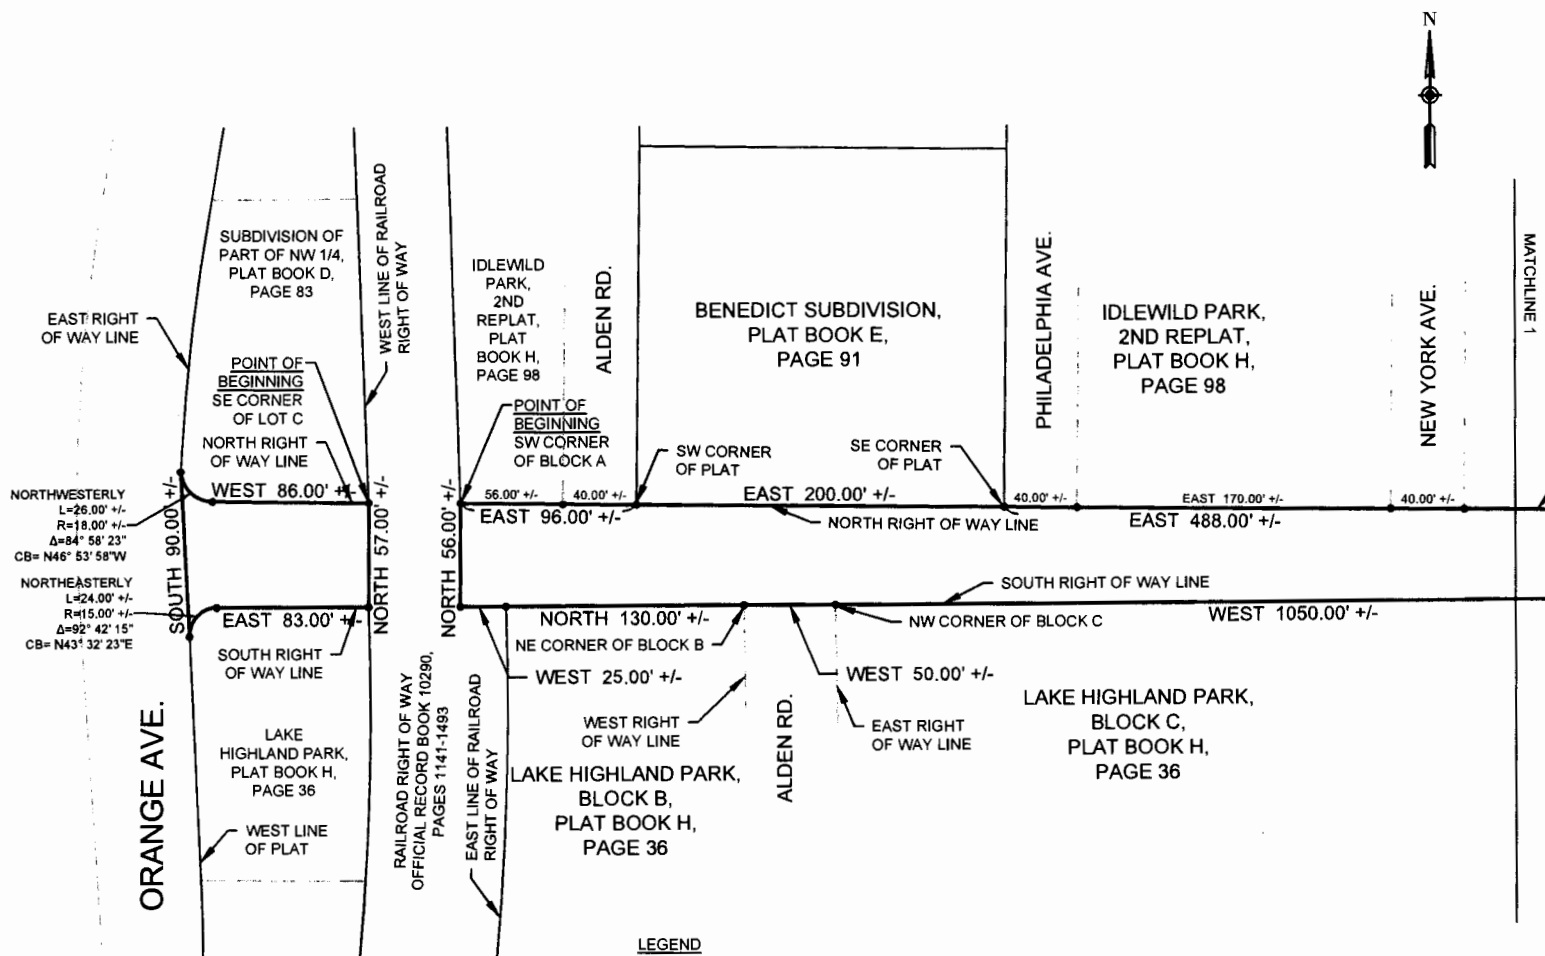 N
MATCHLINE 1
SUBDIVISION OF
PART OF NW 1/4,
PLAT BOOK D,
PAGE 83
WEST LINE OF RAILROAD
RIGHT OF WAY
IDLEWILD
PARK,
2ND
REPLAT,
PLAT
BOOK H,
PAGE 98
ALDEN RD.
BENEDICT SUBDIVISION,
PLAT BOOK E,
PAGE 91
PHILADELPHIA AVE.
IDLEWILD PARK,
2ND REPLAT,
PLAT BOOK H,
PAGE 98
NEW YORK AVE.
EAST RIGHT
OF WAY LINE
POINT OF
BEGINNING
SE CORNER
OF LOT C
NORTH RIGHT
OF WAY LINE
POINT OF
BEGINNING
SW CORNER
OF BLOCK A
SW CORNER
OF PLAT
SE CORNER
OF PLAT
NORTHWESTERLY
L=26.00' +/-
R=18.00' +/-
Δ=84° 58' 23"
CB= N46° 53' 58"W
SOUTH 90.00' +/-
WEST 86.00' +/-
NORTH 57.00' +/-
NORTH 56.00' +/-
56.00' +/-
40.00' +/-
EAST 96.00' +/-
EAST 200.00' +/-
NORTH RIGHT OF WAY LINE
40.00' +/-
EAST 170.00' +/-
40.00' +/-
EAST 488.00' +/-
NORTHEASTERLY
L=24.00' +/-
R=15.00' +/-
Δ=92° 42' 15"
CB= N43° 32' 23"E
EAST 83.00' +/-
SOUTH RIGHT
OF WAY LINE
NORTH 130.00' +/-
NE CORNER OF BLOCK B
WEST 25.00' +/-
SOUTH RIGHT OF WAY LINE
NW CORNER OF BLOCK C
WEST 1050.00' +/-
WEST 50.00' +/-
ORANGE AVE.
LAKE
HIGHLAND PARK,
PLAT BOOK H,
PAGE 36
WEST LINE
OF PLAT
RAILROAD RIGHT OF WAY
OFFICIAL RECORD BOOK 10290,
PAGES 1141-1493
EAST LINE OF RAILROAD
RIGHT OF WAY
WEST RIGHT
OF WAY LINE
ALDEN RD.
EAST RIGHT
OF WAY LINE
LAKE HIGHLAND PARK,
BLOCK B,
PLAT BOOK H,
PAGE 36
LAKE HIGHLAND PARK,
BLOCK C,
PLAT BOOK H,
PAGE 36
LEGEND